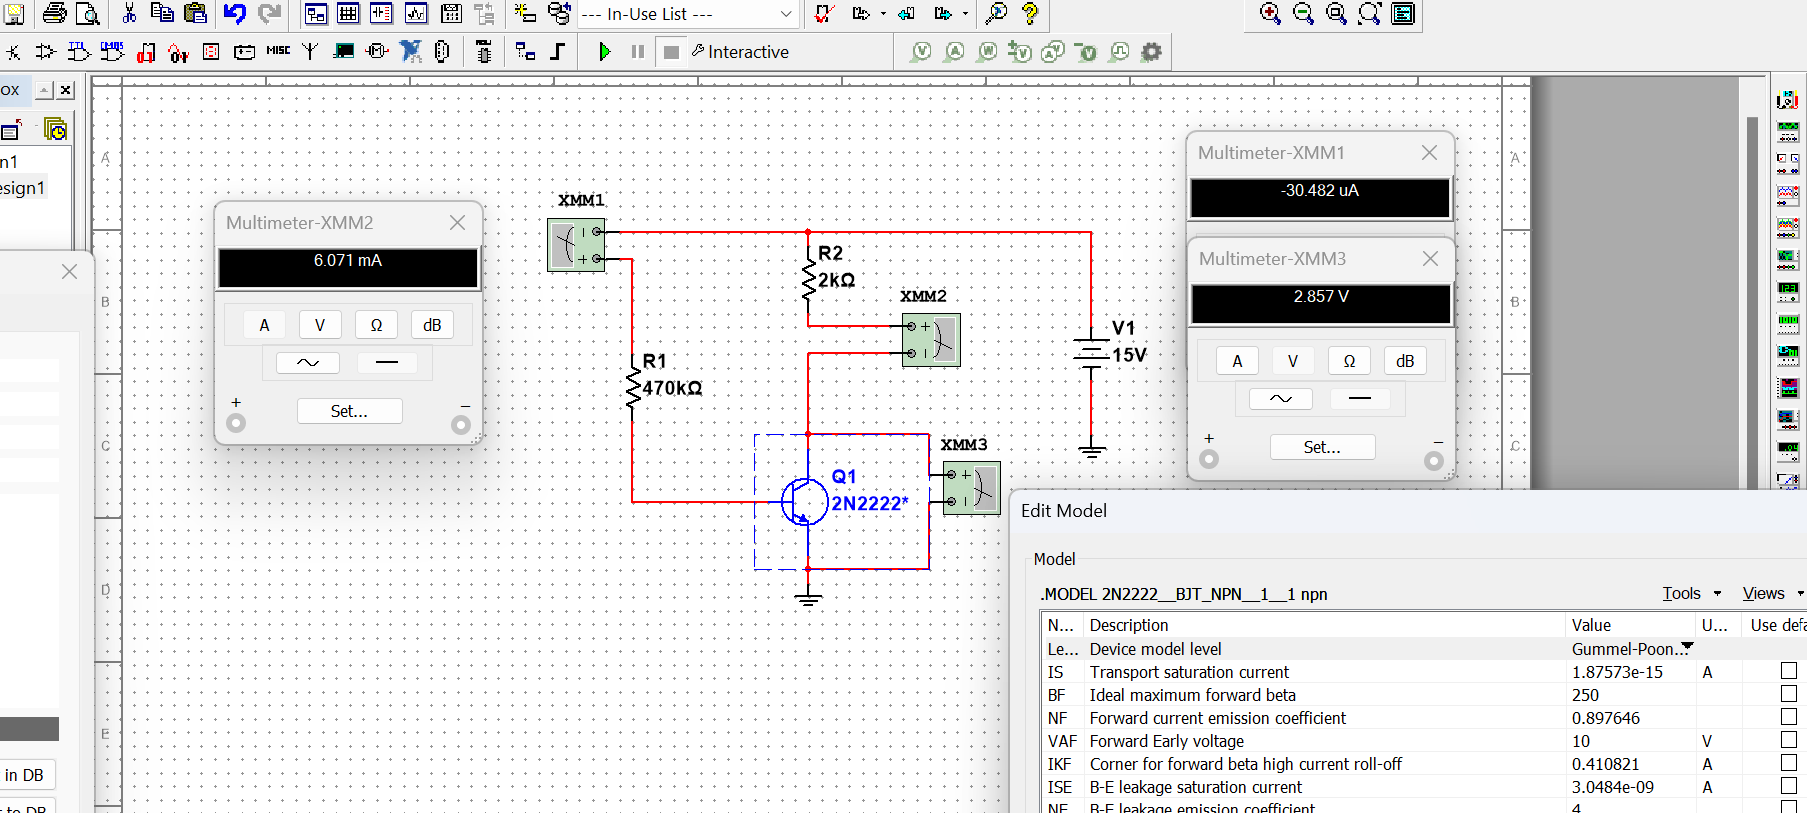 --- In-Use List ---
MISC
Interactive
ox
n1
esign1
A
B
C
D
E
A
B
C
Multimeter-XMM2
6.071 mA
A
V
Ω
dB
+
Set...
−
XMM1
R2
2kΩ
XMM2
V1
15V
R1
470kΩ
XMM3
Q1
2N2222*
Multimeter-XMM1
-30.482 uA
Multimeter-XMM3
2.857 V
A
V
Ω
dB
+
Set...
−
in DB
to DB
Edit Model
Model
.MODEL 2N2222__BJT_NPN__1__1 npn
Tools
Views
N... Description Value U... Use defa
Le... Device model level Gummel-Poon...
IS Transport saturation current 1.87573e-15 A
BF Ideal maximum forward beta 250
NF Forward current emission coefficient 0.897646
VAF Forward Early voltage 10 V
IKF Corner for forward beta high current roll-off 0.410821 A
ISE B-E leakage saturation current 3.0484e-09 A
NE B-E leakage emission coefficient 4